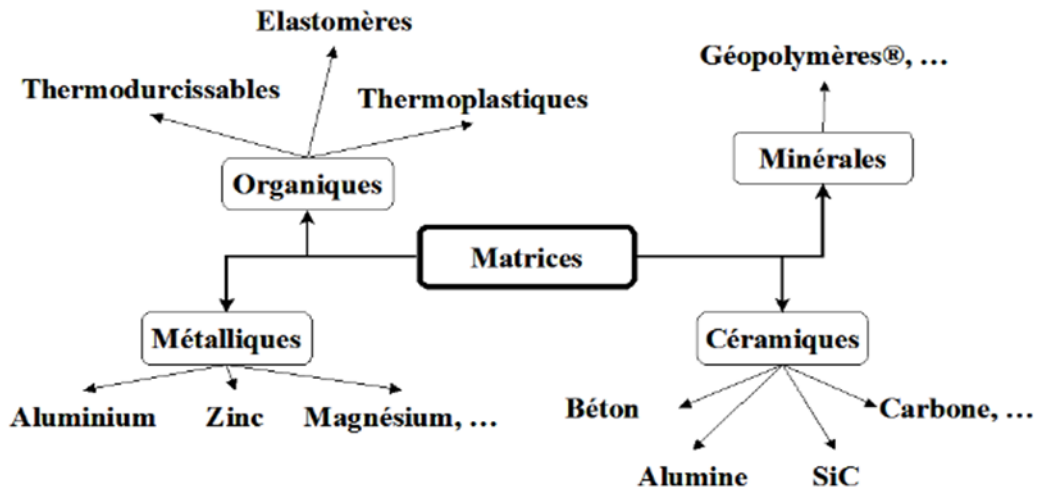 Elastomères
Géopolymères®, ...
Thermodurcissables
Thermoplastiques
Organiques
Minérales
Matrices
Métalliques
Céramiques
Aluminium
Zinc
Magnésium, ...
Béton
Carbone, ...
Alumine
SiC